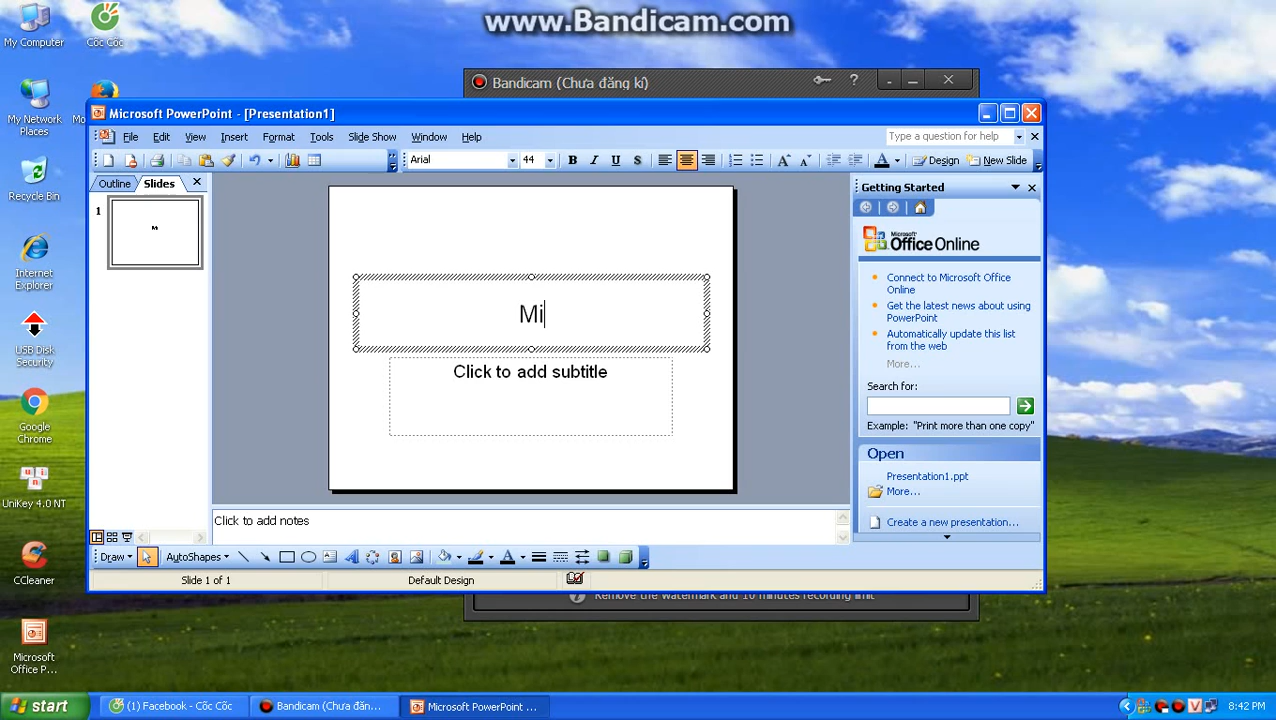 www.Bandicam.com
My Computer
Cốc Cốc
Bandicam (Chưa đăng kí)
?
My Network
Places
Mo
Microsoft PowerPoint - [Presentation1]
File Edit View Insert Format Tools Slide Show Window Help
Type a question for help
Arial 44 B I U S A A A Design New Slide
Recycle Bin
Outline Slides
Getting Started
1
Mi
Microsoft
Office Online
Connect to Microsoft Office
Online
Get the latest news about using
PowerPoint
Automatically update this list
from the web
More...
Search for:
Example: "Print more than one copy"
Mi
Click to add subtitle
Internet
Explorer
USB Disk
Security
Google
Chrome
Open
Presentation1.ppt
More...
Create a new presentation...
UniKey 4.0 NT
Click to add notes
Draw AutoShapes A A
Slide 1 of 1 Default Design
CCleaner
Remove the watermark and 10 minutes recording limit
Microsoft
Office P...
start
(1) Facebook - Cốc Cốc
Bandicam (Chưa đăn...
Microsoft PowerPoint ...
V
8:42 PM